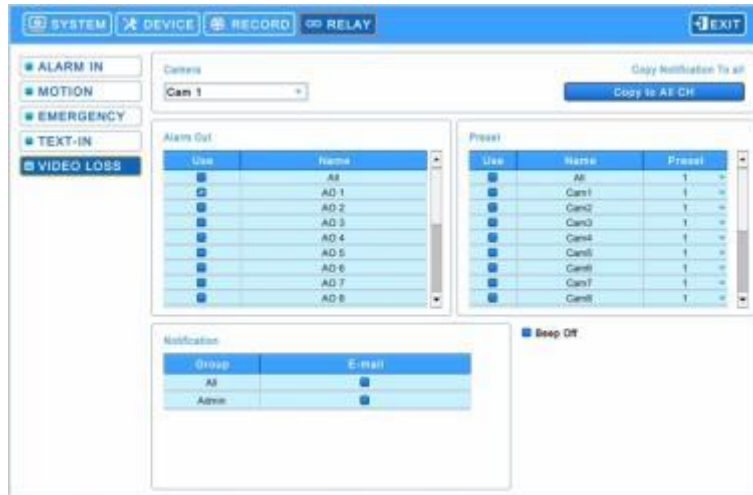 SYSTEM DEVICE RECORD RELAY EXIT
ALARM IN
MOTION
EMERGENCY
TEXT-IN
VIDEO LOSS
Camera Copy Notification To all
Cam 1 Copy to All CH
Alarm Out
Use Name
All
AO 1
AO 2
AO 3
AO 4
AO 5
AO 6
AO 7
AO 8
Preset
Use Name Preset
All 1
Cam1 1
Cam2 1
Cam3 1
Cam4 1
Cam5 1
Cam6 1
Cam7 1
Cam8 1
Notification
Group E-mail
All
Admin
Beep Off